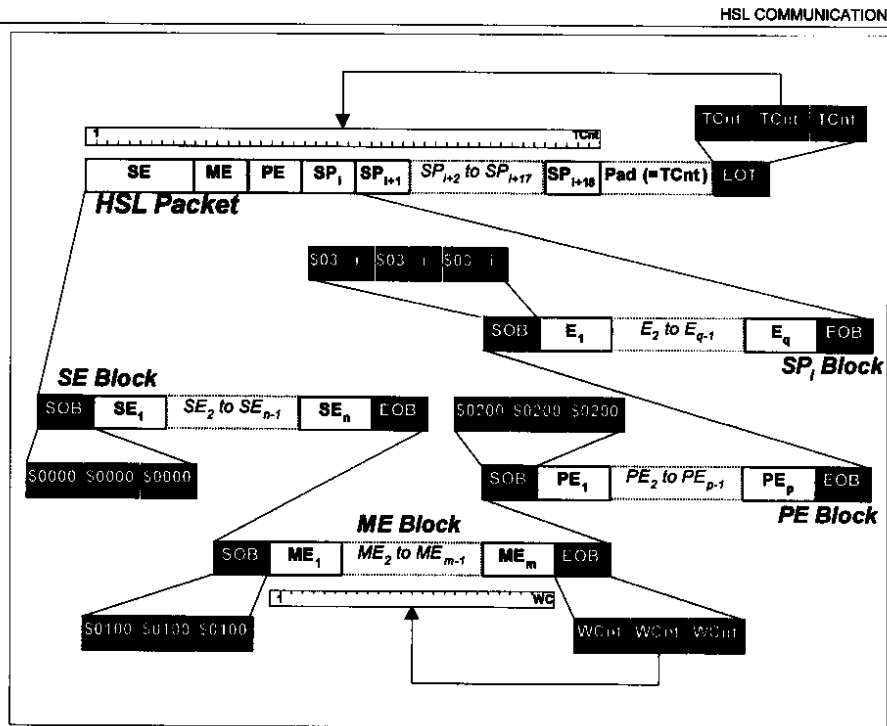 HSL COMMUNICATION
TCnt TCnt TCnt
1 TCnt
SE ME PE SPi SPi+1 SPi+2 to SPi+17 SPi+18 Pad (=TCnt) EOT
HSL Packet
$03 i $03 i $03 i
SOB E1 E2 to Eq-1 Eq EOB
SPi Block
SE Block
SOB SE1 SE2 to SEn-1 SEn EOB
$0200 $0200 $0200
$0000 $0000 $0000
SOB PE1 PE2 to PEp-1 PEp EOB
PE Block
ME Block
SOB ME1 ME2 to MEm-1 MEm EOB
1 WC
$0100 $0100 $0100
WCnt WCnt WCnt